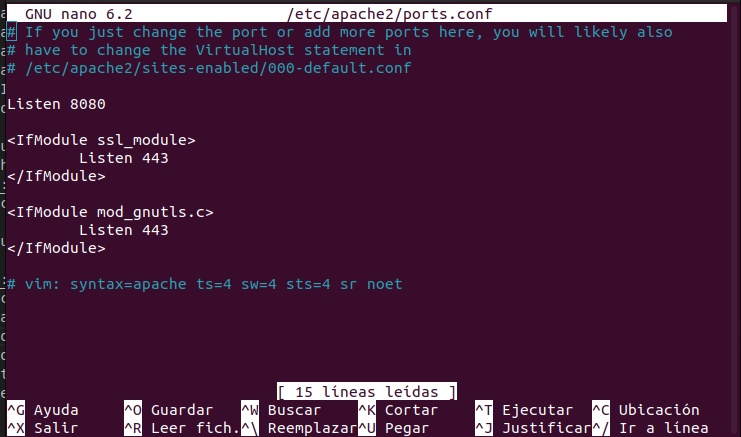 GNU nano 6.2 /etc/apache2/ports.conf
# If you just change the port or add more ports here, you will likely also
# have to change the VirtualHost statement in
# /etc/apache2/sites-enabled/000-default.conf
Listen 8080
<IfModule ssl_module>
        Listen 443
</IfModule>
<IfModule mod_gnutls.c>
        Listen 443
</IfModule>
# vim: syntax=apache ts=4 sw=4 sts=4 sr noet
[ 15 líneas leídas ]
^G Ayuda ^O Guardar ^W Buscar ^K Cortar ^T Ejecutar ^C Ubicación
^X Salir ^R Leer fich. ^\ Reemplazar ^U Pegar ^J Justificar ^/ Ir a línea